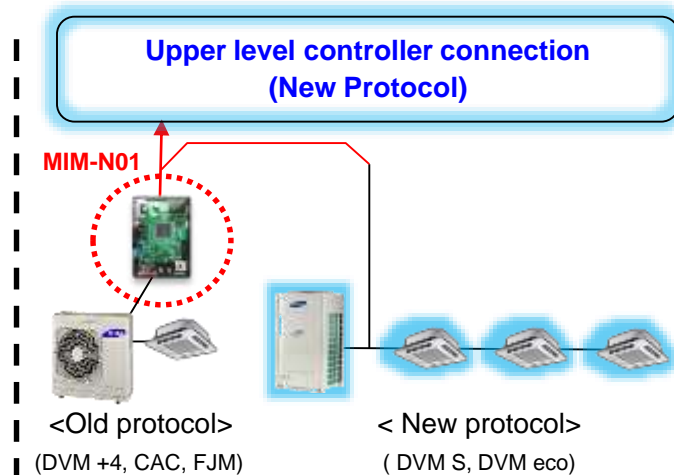 Upper level controller connection
(New Protocol)
MIM-N01
<Old protocol>
(DVM +4, CAC, FJM)
< New protocol>
( DVM S, DVM eco)